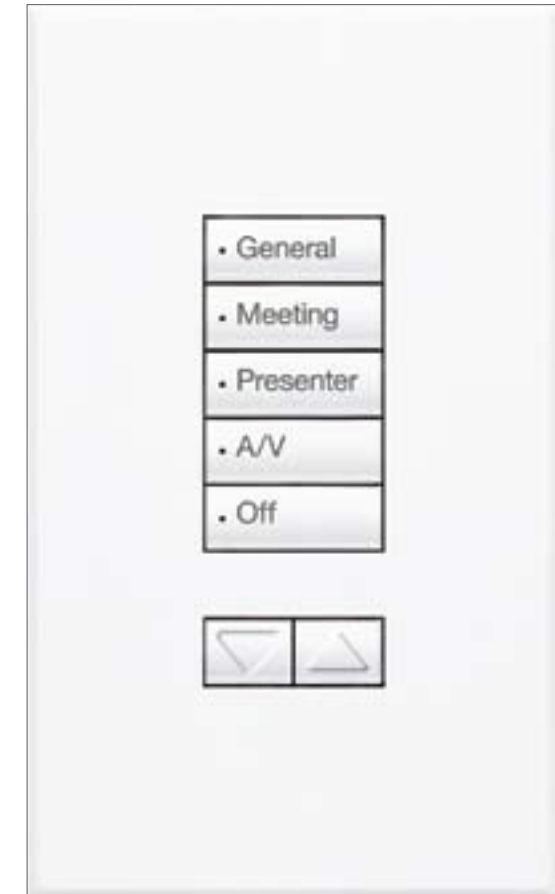 • General
• Meeting
• Presenter
• A/V
• Off